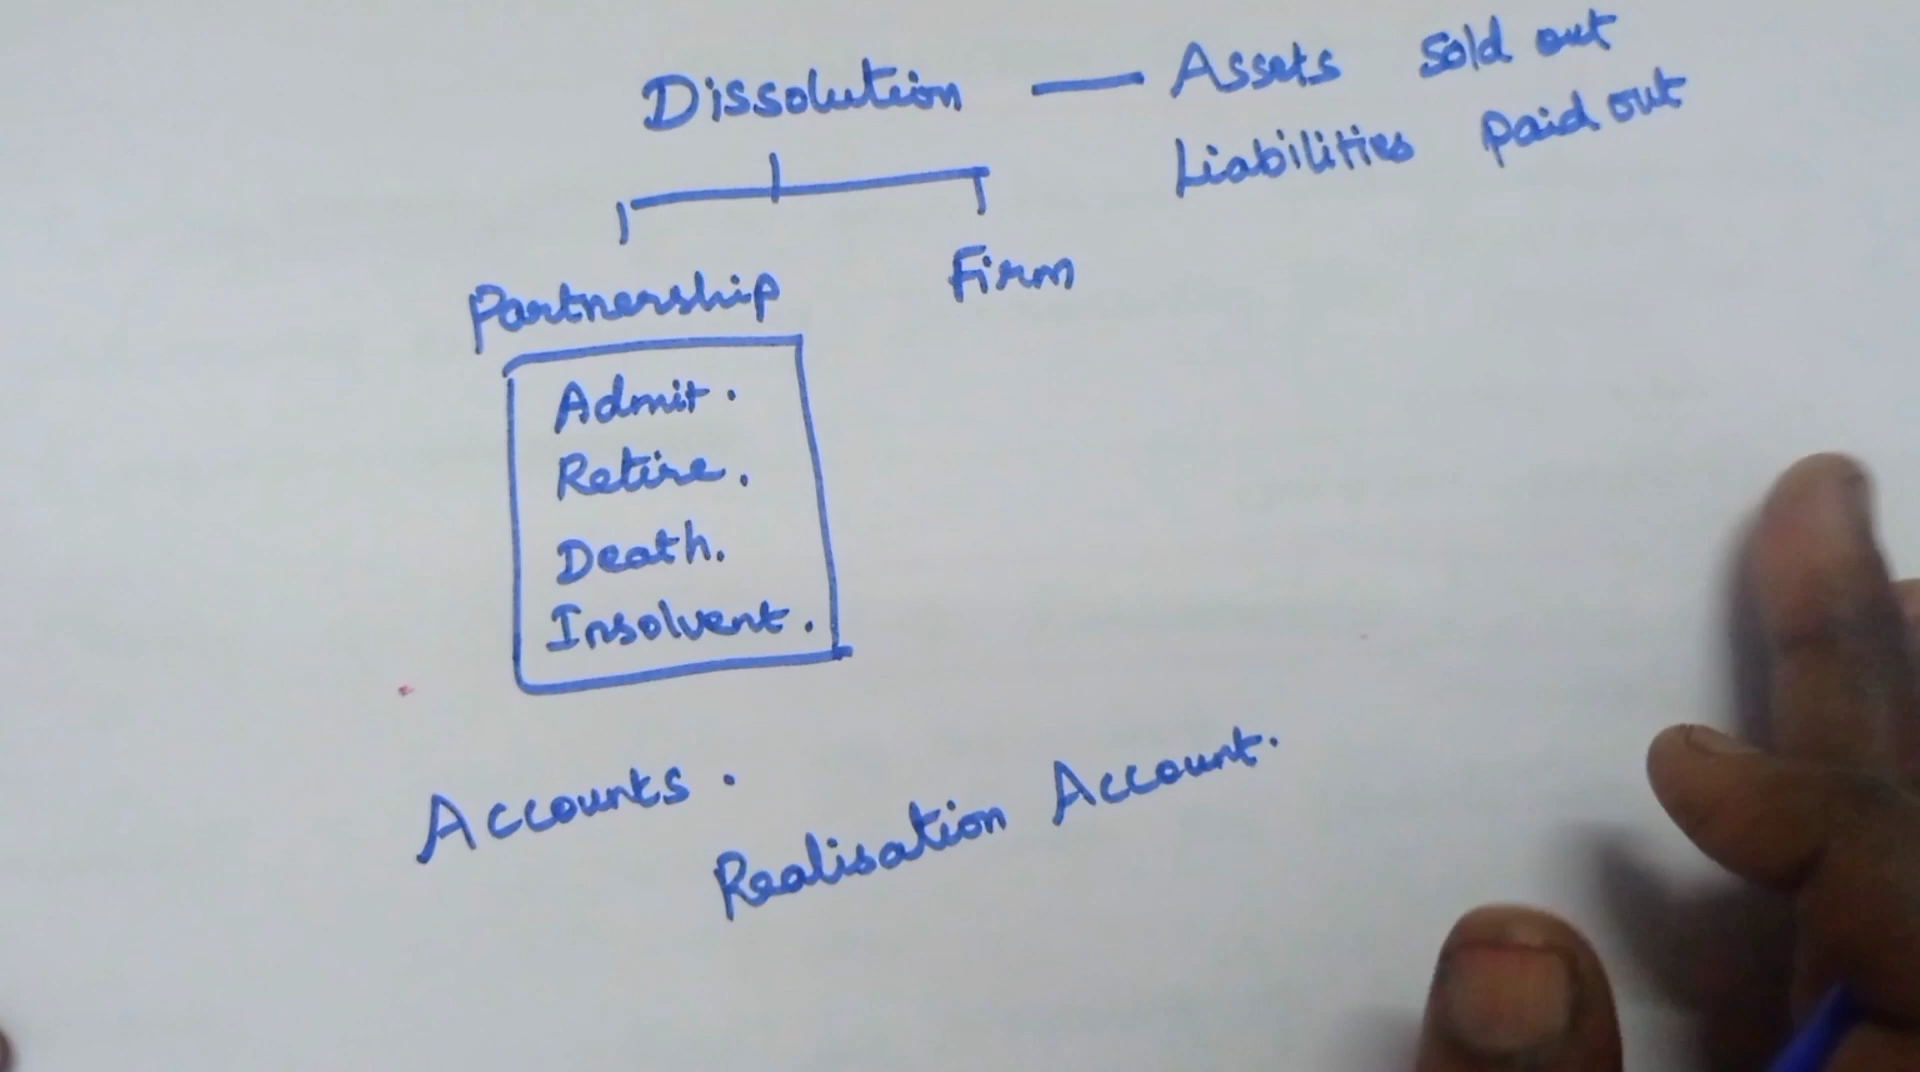 Dissolution — Assets sold out
Liabilities paid out
Partnership Firm
Admit.
Retire.
Death.
Insolvent.
Accounts.
Realisation Account.